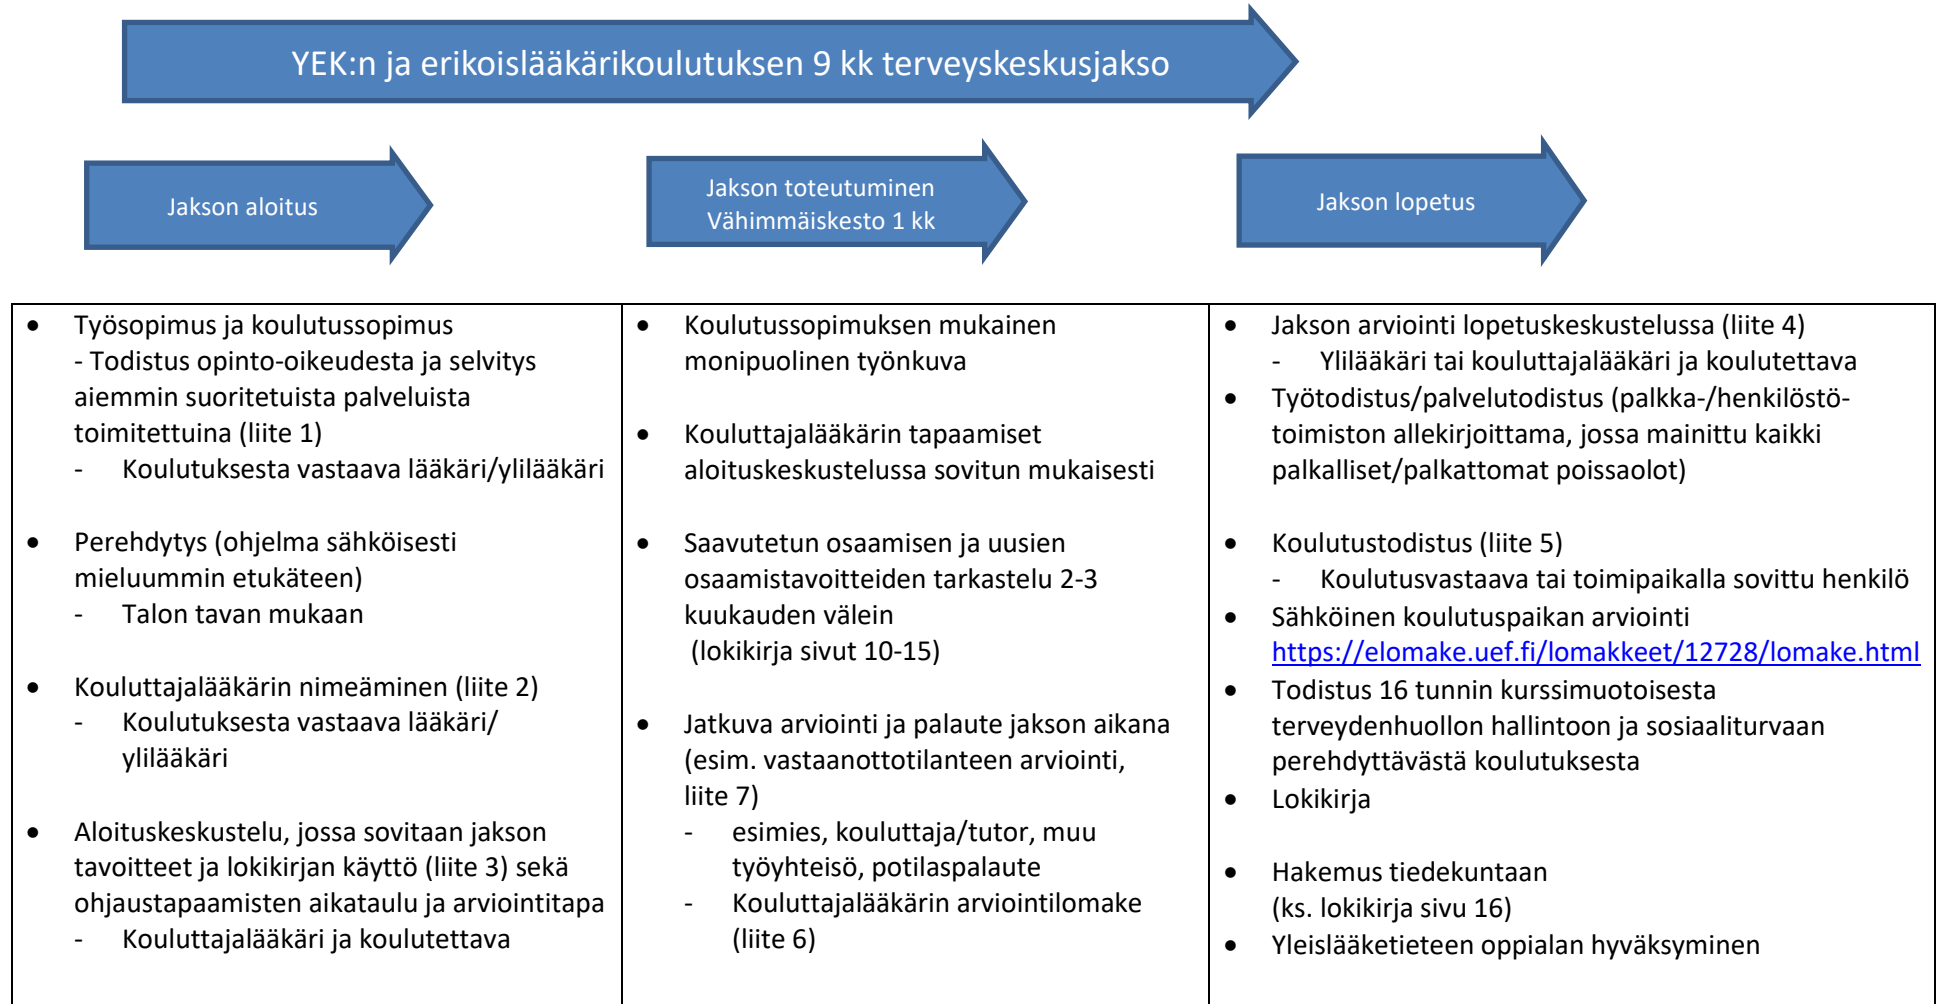 YEK:n ja erikoislääkärikoulutuksen 9 kk terveyskeskusjakso
Jakson aloitus
Jakson toteutuminen
Vähimmäiskesto 1 kk
Jakson lopetus
• Työsopimus ja koulutussopimus
- Todistus opinto-oikeudesta ja selvitys
aiemmin suoritetuista palveluista
toimitettuina (liite 1)
- Koulutuksesta vastaava lääkäri/ylilääkäri
• Perehdytys (ohjelma sähköisesti
mieluummin etukäteen)
- Talon tavan mukaan
• Kouluttajalääkärin nimeäminen (liite 2)
- Koulutuksesta vastaava lääkäri/
ylilääkäri
• Aloituskeskustelu, jossa sovitaan jakson
tavoitteet ja lokikirjan käyttö (liite 3) sekä
ohjaustapaamisten aikataulu ja arviointitapa
- Kouluttajalääkäri ja koulutettava
• Koulutussopimuksen mukainen
monipuolinen työnkuva
• Kouluttajalääkärin tapaamiset
aloituskeskustelussa sovitun mukaisesti
• Saavutetun osaamisen ja uusien
osaamistavoitteiden tarkastelu 2-3
kuukauden välein
(lokikirja sivut 10-15)
• Jatkuva arviointi ja palaute jakson aikana
(esim. vastaanottotilanteen arviointi,
liite 7)
- esimies, kouluttaja/tutor, muu
työyhteisö, potilaspalaute
- Kouluttajalääkärin arviointilomake
(liite 6)
• Jakson arviointi lopetuskeskustelussa (liite 4)
- Ylilääkäri tai kouluttajalääkäri ja koulutettava
• Työtodistus/palvelutodistus (palkka-/henkilöstö-
toimiston allekirjoittama, jossa mainittu kaikki
palkalliset/palkattomat poissaolot)
• Koulutustodistus (liite 5)
- Koulutusvastaava tai toimipaikalla sovittu henkilö
• Sähköinen koulutuspaikan arviointi
https://elomake.uef.fi/lomakkeet/12728/lomake.html
• Todistus 16 tunnin kurssimuotoisesta
terveydenhuollon hallintoon ja sosiaaliturvaan
perehdyttävästä koulutuksesta
• Lokikirja
• Hakemus tiedekuntaan
(ks. lokikirja sivu 16)
• Yleislääketieteen oppialan hyväksyminen